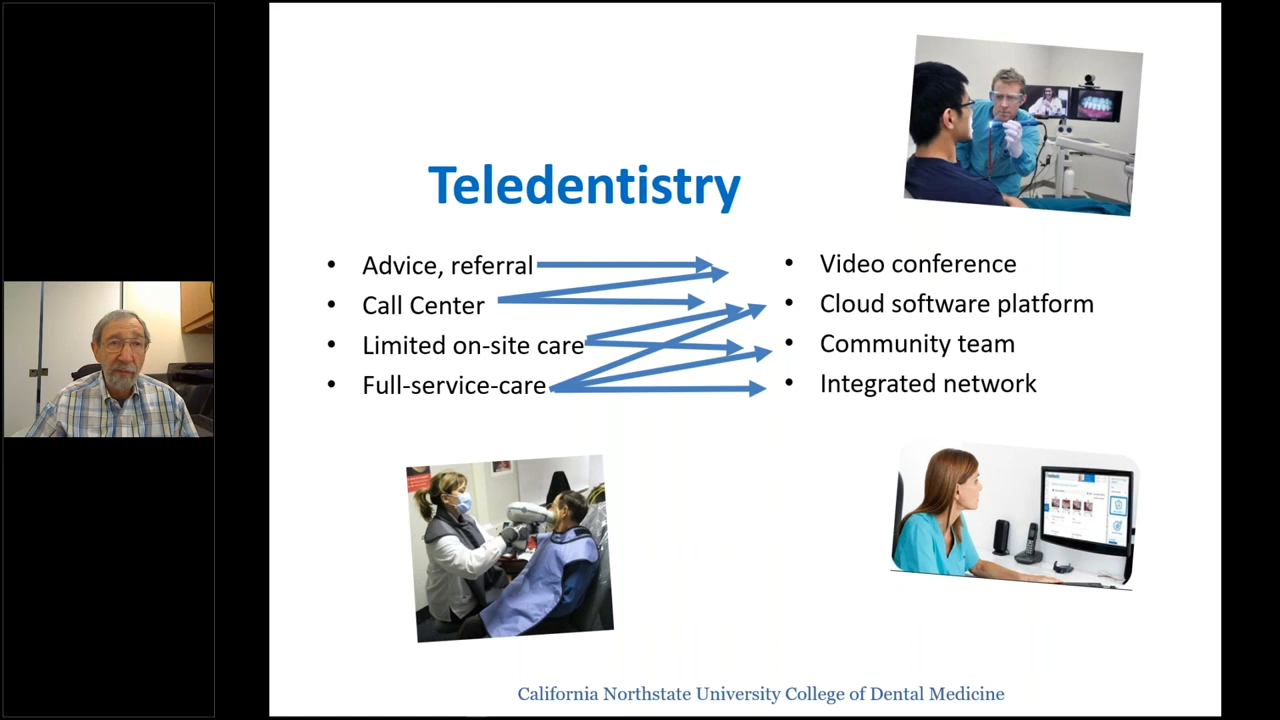 Teledentistry
• Advice, referral
• Call Center
• Limited on-site care
• Full-service-care
• Video conference
• Cloud software platform
• Community team
• Integrated network
California Northstate University College of Dental Medicine